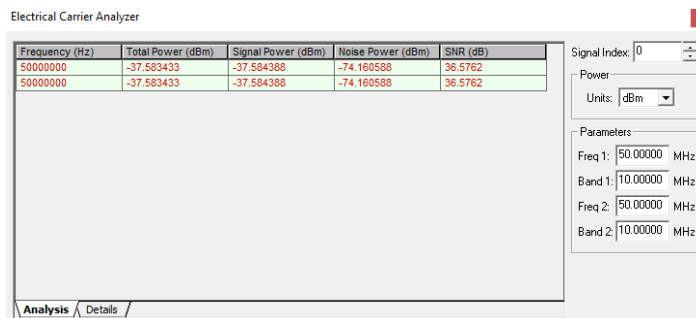 Electrical Carrier Analyzer
Frequency (Hz) Total Power (dBm) Signal Power (dBm) Noise Power (dBm) SNR (dB)
50000000 -37.583433 -37.584388 -74.160588 36.5762
50000000 -37.583433 -37.584388 -74.160588 36.5762
Signal Index: 0
Power
Units: dBm
Parameters
Freq 1: 50.00000 MHz
Band 1: 10.00000 MHz
Freq 2: 50.00000 MHz
Band 2: 10.00000 MHz
Analysis Details